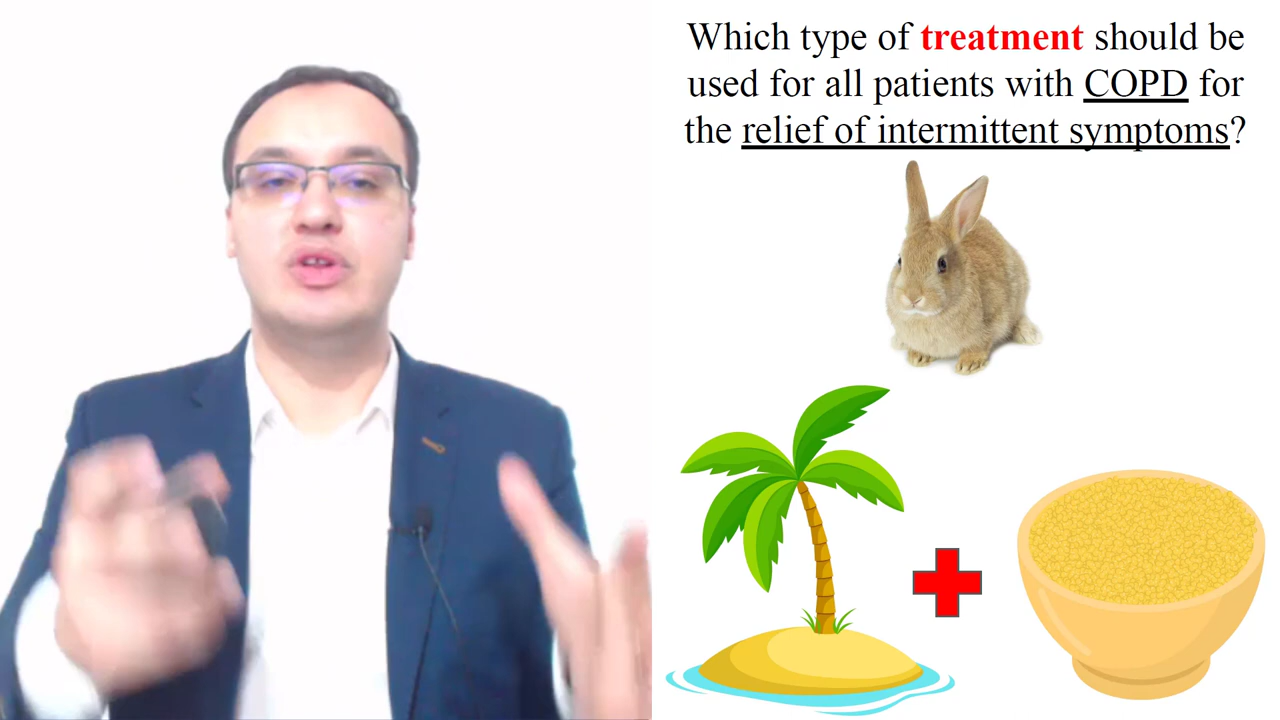 Which type of treatment should be
used for all patients with COPD for
the relief of intermittent symptoms?